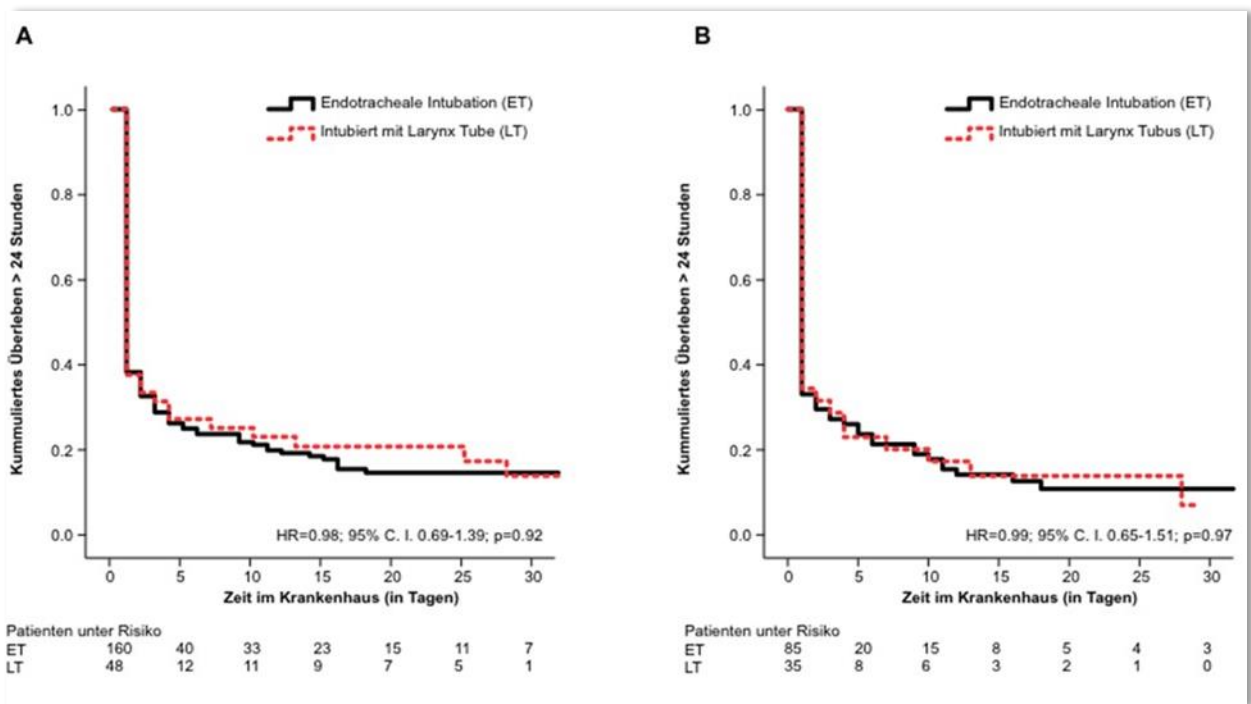 A
Kummuliertes Überleben > 24 Stunden
1.0
0.8
0.6
0.4
0.2
0.0
Endotracheale Intubation (ET)
Intubiert mit Larynx Tube (LT)
HR=0.98; 95% C. I. 0.69-1.39; p=0.92
0 5 10 15 20 25 30
Zeit im Krankenhaus (in Tagen)
Patienten unter Risiko
ET 160 40 33 23 15 11 7
LT 48 12 11 9 7 5 1
B
Kummuliertes Überleben > 24 Stunden
1.0
0.8
0.6
0.4
0.2
0.0
Endotracheale Intubation (ET)
Intubiert mit Larynx Tubus (LT)
HR=0.99; 95% C. I. 0.65-1.51; p=0.97
0 5 10 15 20 25 30
Zeit im Krankenhaus (in Tagen)
Patienten unter Risiko
ET 85 20 15 8 5 4 3
LT 35 8 6 3 2 1 0